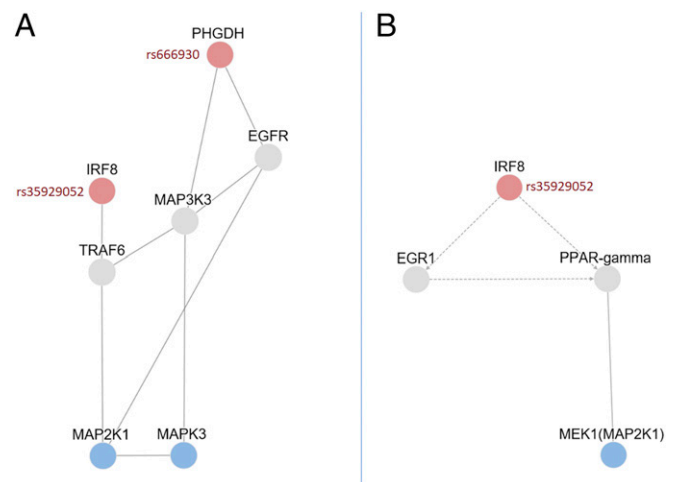 A
PHGDH
rs666930
EGFR
IRF8
rs35929052
MAP3K3
TRAF6
MAP2K1
MAPK3
B
IRF8
rs35929052
EGR1
PPAR-gamma
MEK1(MAP2K1)